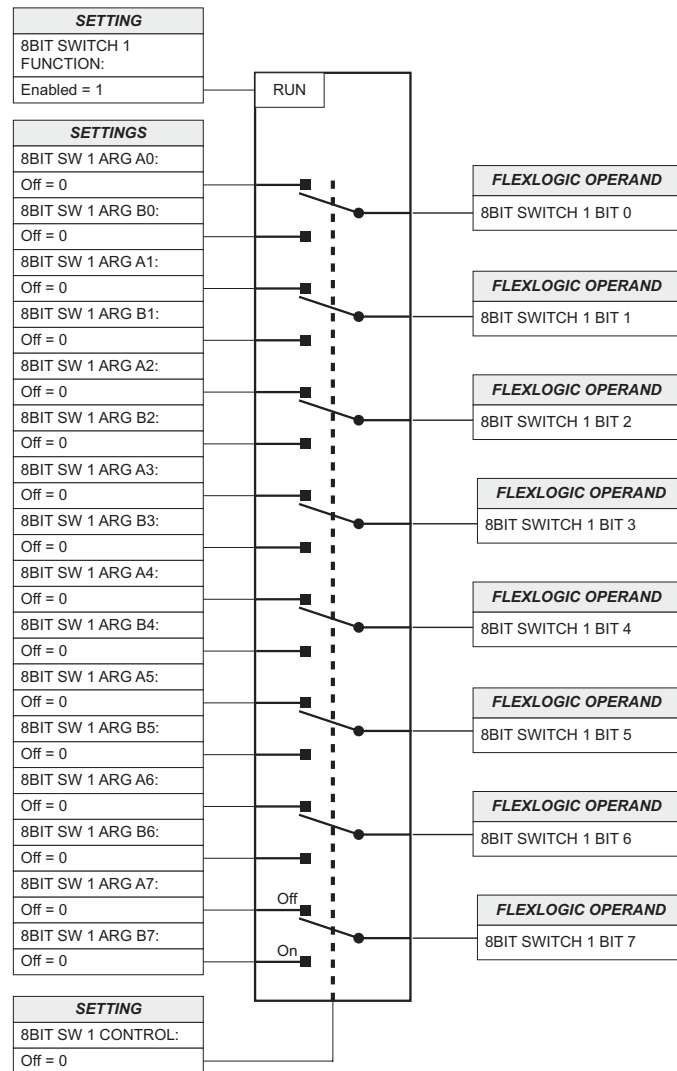 SETTING
8BIT SWITCH 1
FUNCTION:
Enabled = 1
RUN
SETTINGS
8BIT SW 1 ARG A0:
Off = 0
8BIT SW 1 ARG B0:
Off = 0
8BIT SW 1 ARG A1:
Off = 0
8BIT SW 1 ARG B1:
Off = 0
8BIT SW 1 ARG A2:
Off = 0
8BIT SW 1 ARG B2:
Off = 0
8BIT SW 1 ARG A3:
Off = 0
8BIT SW 1 ARG B3:
Off = 0
8BIT SW 1 ARG A4:
Off = 0
8BIT SW 1 ARG B4:
Off = 0
8BIT SW 1 ARG A5:
Off = 0
8BIT SW 1 ARG B5:
Off = 0
8BIT SW 1 ARG A6:
Off = 0
8BIT SW 1 ARG B6:
Off = 0
8BIT SW 1 ARG A7:
Off = 0
8BIT SW 1 ARG B7:
Off = 0
Off
On
SETTING
8BIT SW 1 CONTROL:
Off = 0
FLEXLOGIC OPERAND
8BIT SWITCH 1 BIT 0
FLEXLOGIC OPERAND
8BIT SWITCH 1 BIT 1
FLEXLOGIC OPERAND
8BIT SWITCH 1 BIT 2
FLEXLOGIC OPERAND
8BIT SWITCH 1 BIT 3
FLEXLOGIC OPERAND
8BIT SWITCH 1 BIT 4
FLEXLOGIC OPERAND
8BIT SWITCH 1 BIT 5
FLEXLOGIC OPERAND
8BIT SWITCH 1 BIT 6
FLEXLOGIC OPERAND
8BIT SWITCH 1 BIT 7